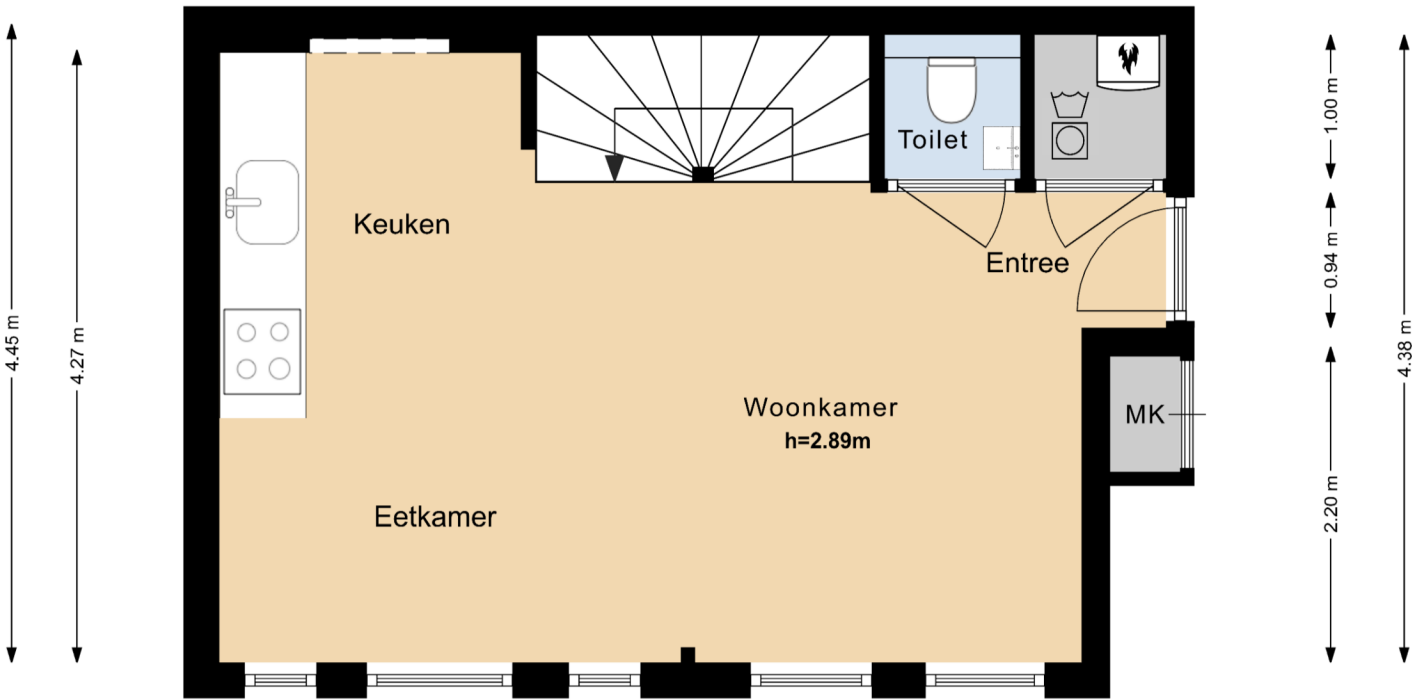 Toilet
1.00 m
Keuken
Entree
0.94 m
4.45 m
4.27 m
4.38 m
Woonkamer
h=2.89m
MK
Eetkamer
2.20 m